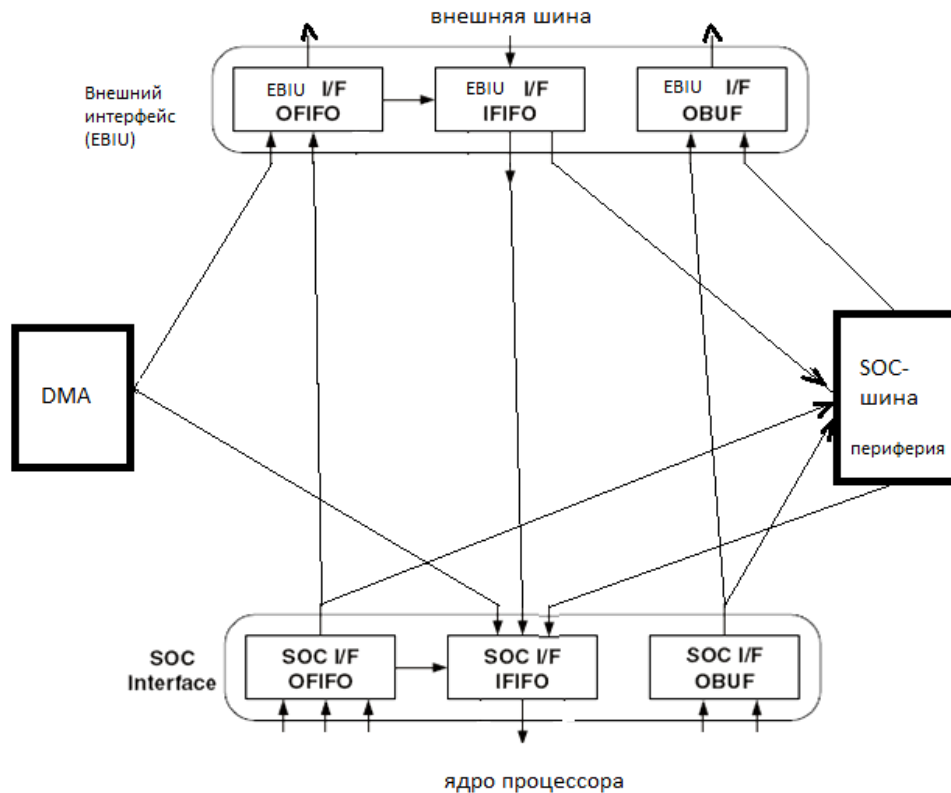 внешняя шина
Внешний
интерфейс
(EBIU)
EBIU I/F
OFIFO
EBIU I/F
IFIFO
EBIU I/F
OBUF
DMA
SOC-
шина
периферия
SOC
Interface
SOC I/F
OFIFO
SOC I/F
IFIFO
SOC I/F
OBUF
ядро процессора